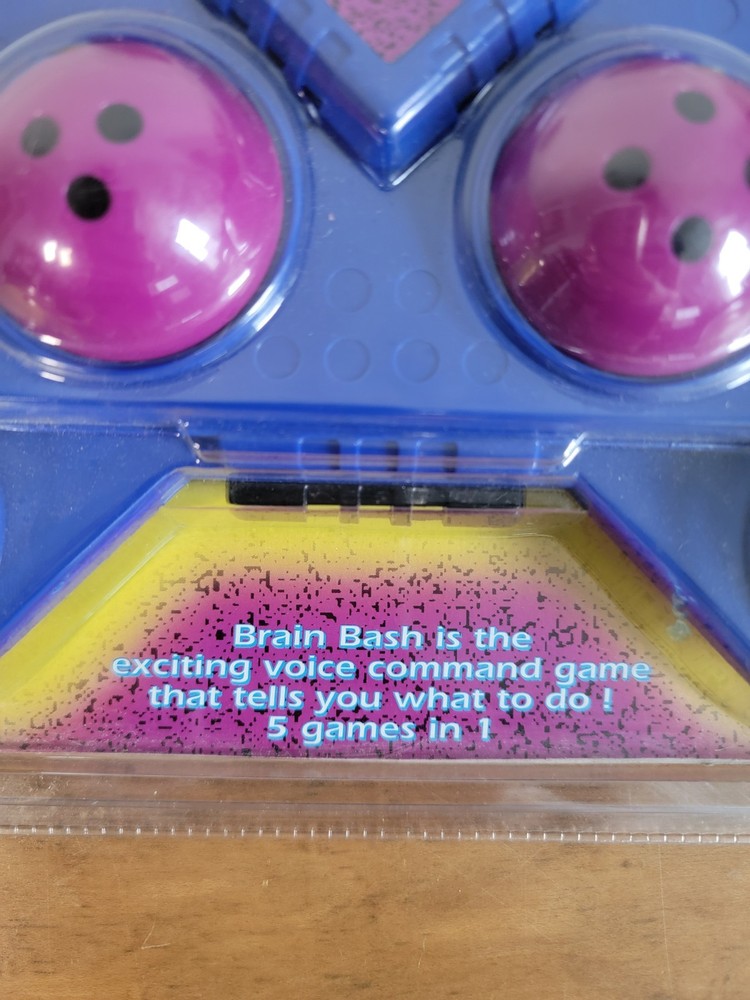 Brain Bash is the
exciting voice command game
that tells you what to do !
5 games in 1